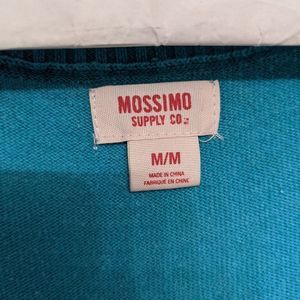 MOSSIMO
SUPPLY CO.
M/M
MADE IN CHINA
FABRIQUÉ EN CHINE